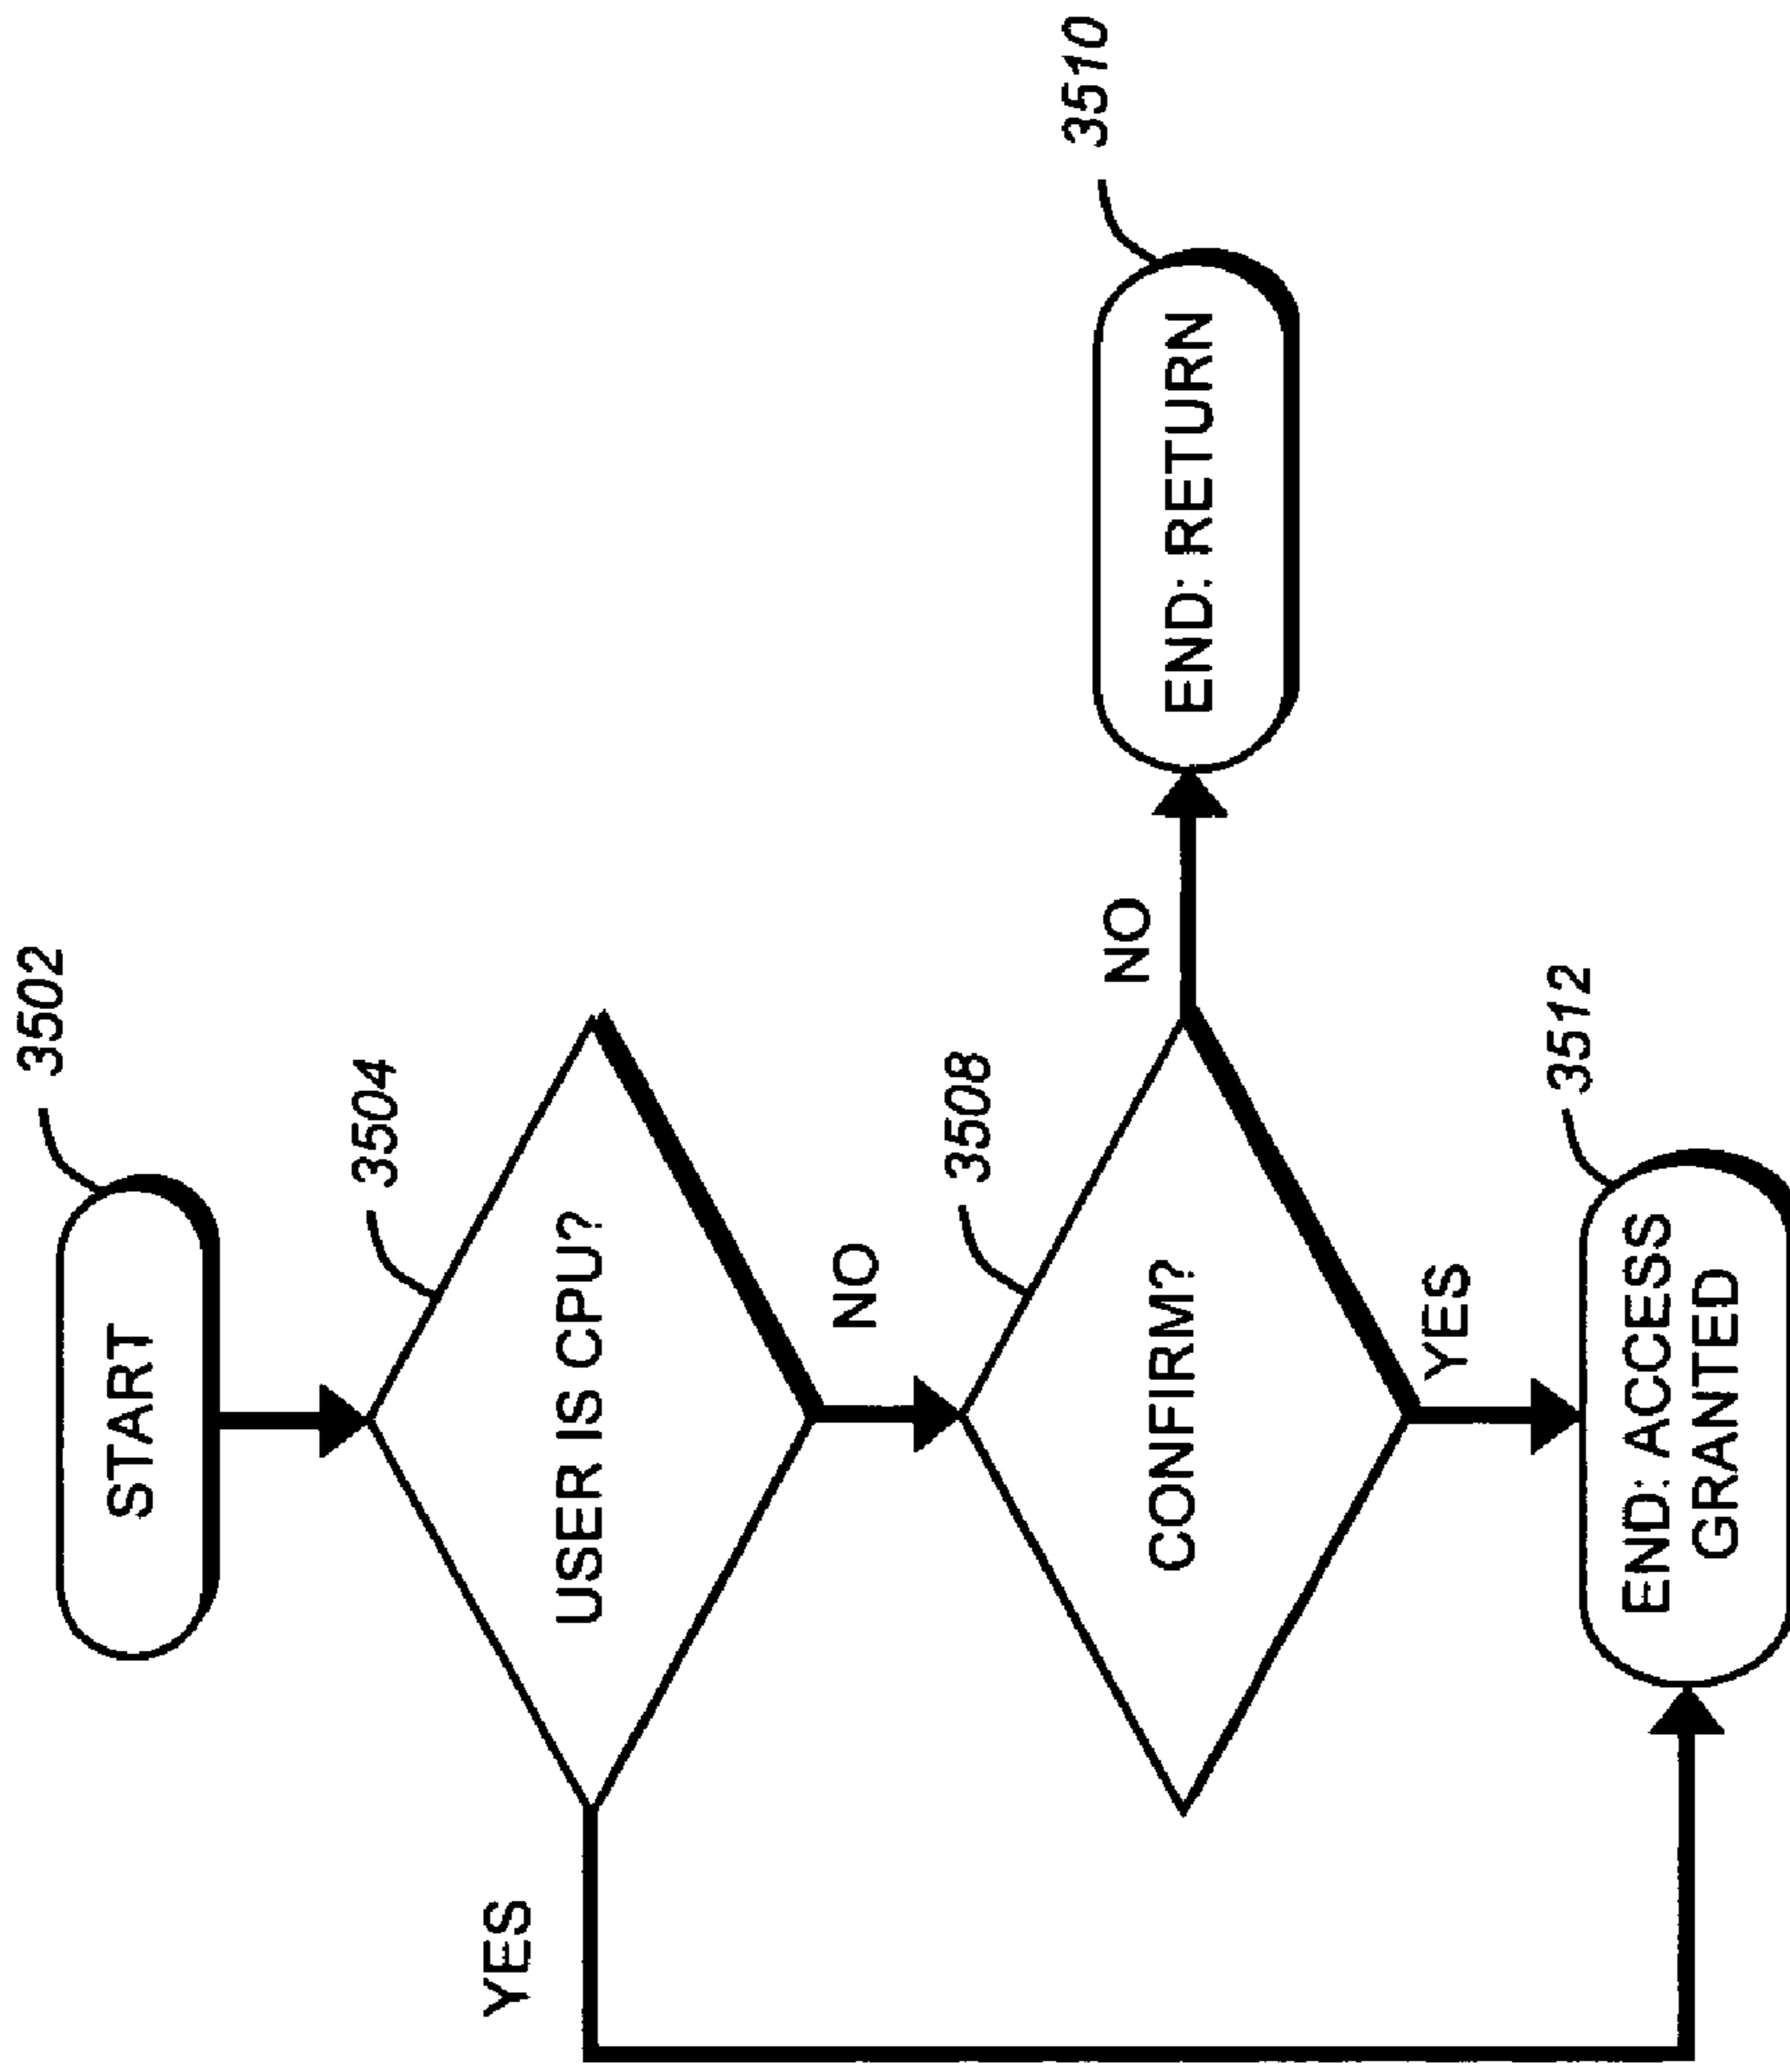 3502
START
3504
USER IS CPU?
YES
NO
3508
CONFIRM?
NO
3510
END: RETURN
YES
3512
END: ACCESS
GRANTED